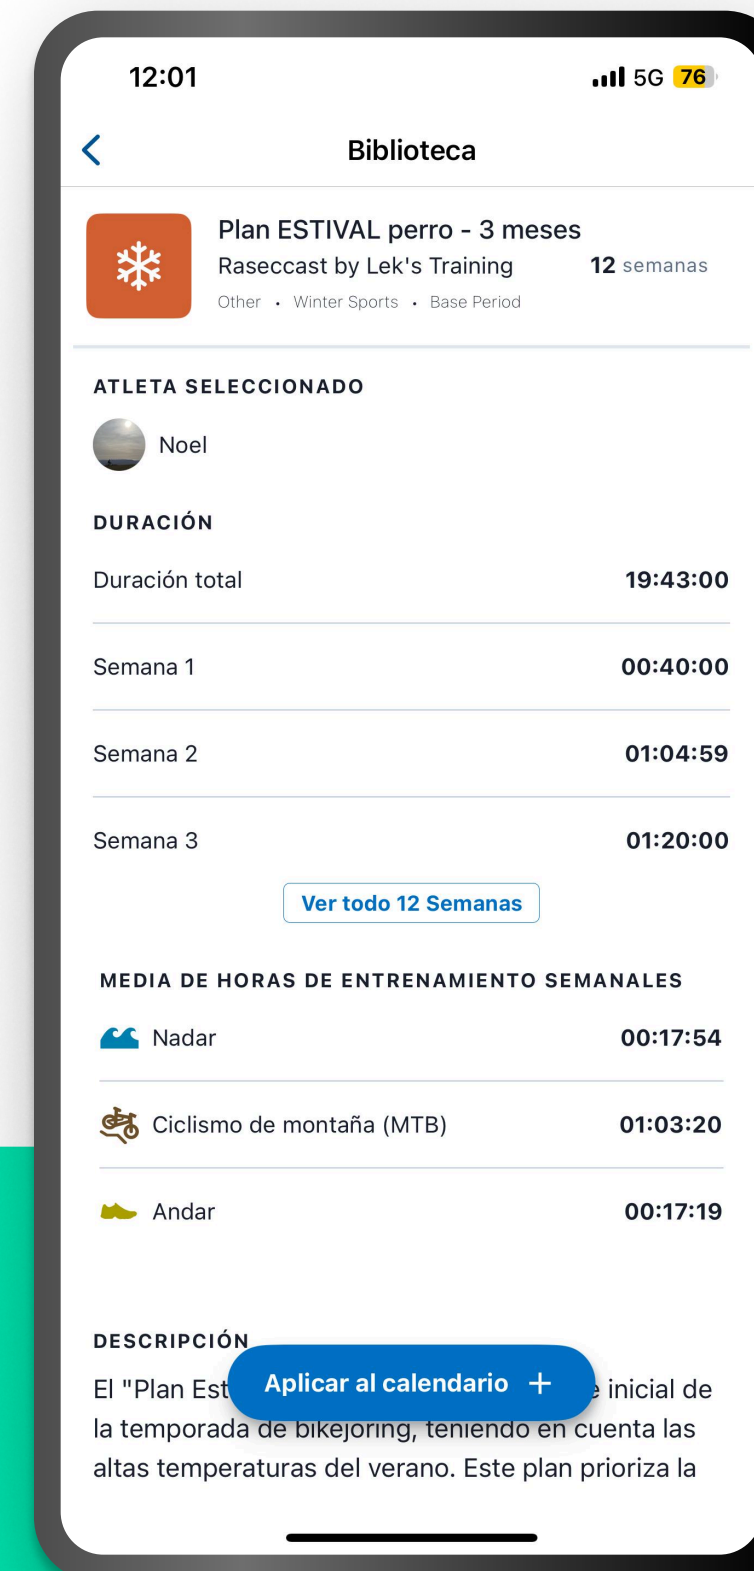 12:01
5G 76
Biblioteca
Plan ESTIVAL perro - 3 meses
Raseccast by Lek's Training 12 semanas
Other • Winter Sports • Base Period
ATLETA SELECCIONADO
Noel
DURACIÓN
Duración total 19:43:00
Semana 1 00:40:00
Semana 2 01:04:59
Semana 3 01:20:00
Ver todo 12 Semanas
MEDIA DE HORAS DE ENTRENAMIENTO SEMANALES
Nadar 00:17:54
Ciclismo de montaña (MTB) 01:03:20
Andar 00:17:19
DESCRIPCIÓN
Aplicar al calendario +
El "Plan Est inicial de
la temporada de bikejoring, teniendo en cuenta las
altas temperaturas del verano. Este plan prioriza la